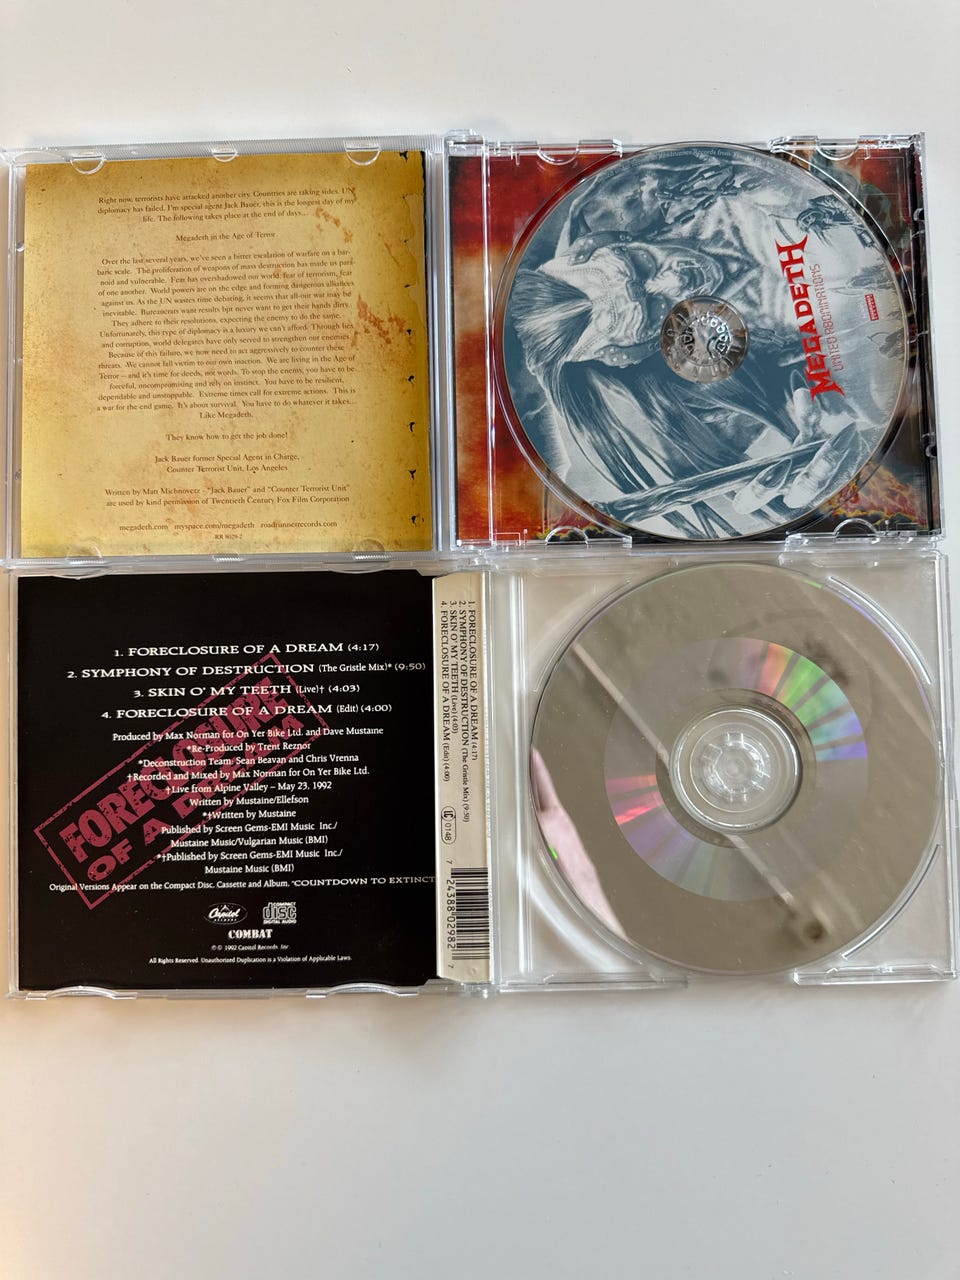 Right now, terrorists have attacked another city. Countries are taking sides. UN
diplomacy has failed. I'm special agent Jack Bauer, this is the longest day of my
life. The following takes place at the end of days...
Megadeth in the Age of Terror
Over the last several years, we've seen a bitter escalation of warfare on a bar-
baric scale. The proliferation of weapons of mass destruction has made us para-
noid and vulnerable. Fear has overshadowed our world, fear of terrorism, fear
of one another. World powers are on the edge and forming dangerous alliances
against us. As the UN wastes time debating, it seems that all-out war may be
inevitable. Bureaucrats want results bpt never want to get their hands dirty.
They adhere to their resolutions, expecting the enemy to do the same.
Unfortunately, this type of diplomacy is a luxury we can't afford. Through lies
and corruption, world delegates have only served to strengthen our enemies.
Because of this failure, we now need to act aggressively to counter these
threats. We cannot fall victim to our own inaction. We are living in the Age of
Terror – and it's time for deeds, not words. To stop the enemy, you have to be
forceful, uncompromising and rely on instinct. You have to be resilient,
dependable and unstoppable. Extreme times call for extreme actions. This is
a war for the end game. It's about survival. You have to do whatever it takes...
Like Megadeth.
They know how to get the job done!
Jack Bauer former Special Agent in Charge,
Counter Terrorist Unit, Los Angeles
Written by Matt Michnovetz - "Jack Bauer" and "Counter Terrorist Unit"
are used by kind permission of Twentieth Century Fox Film Corporation
megadeth.com myspace.com/megadeth roadrunnerrecords.com
RR 8029-2
MEGADETH
UNITED ABOMINATIONS
1. FORECLOSURE OF A DREAM (4:17)
2. SYMPHONY OF DESTRUCTION (The Gristle Mix)* (9:50)
3. SKIN O' MY TEETH (Live)† (4:03)
4. FORECLOSURE OF A DREAM (Edit) (4:00)
Produced by Max Norman for On Yer Bike Ltd. and Dave Mustaine
*Re-Produced by Trent Reznor
*Deconstruction Team: Sean Beavan and Chris Vrenna
†Recorded and Mixed by Max Norman for On Yer Bike Ltd.
†Live from Alpine Valley – May 23, 1992
Written by Mustaine/Ellefson
*†Written by Mustaine
Published by Screen Gems-EMI Music Inc./
Mustaine Music/Vulgarian Music (BMI)
*†Published by Screen Gems-EMI Music Inc./
Mustaine Music (BMI)
Original Versions Appear on the Compact Disc, Cassette and Album, "COUNTDOWN TO EXTINCT
FORECLOSURE
OF A DREAM
Capitol
RECORDS
COMPACT
disc
DIGITAL AUDIO
COMBAT
℗ © 1992 Capitol Records, Inc.
All Rights Reserved. Unauthorized Duplication is a Violation of Applicable Laws.
1. FORECLOSURE OF A DREAM (4:17)
2. SYMPHONY OF DESTRUCTION (The Gristle Mix) (9:50)
3. SKIN O' MY TEETH (Live) (4:03)
4. FORECLOSURE OF A DREAM (Edit) (4:00)
LC 0148
7 24388 02982 7